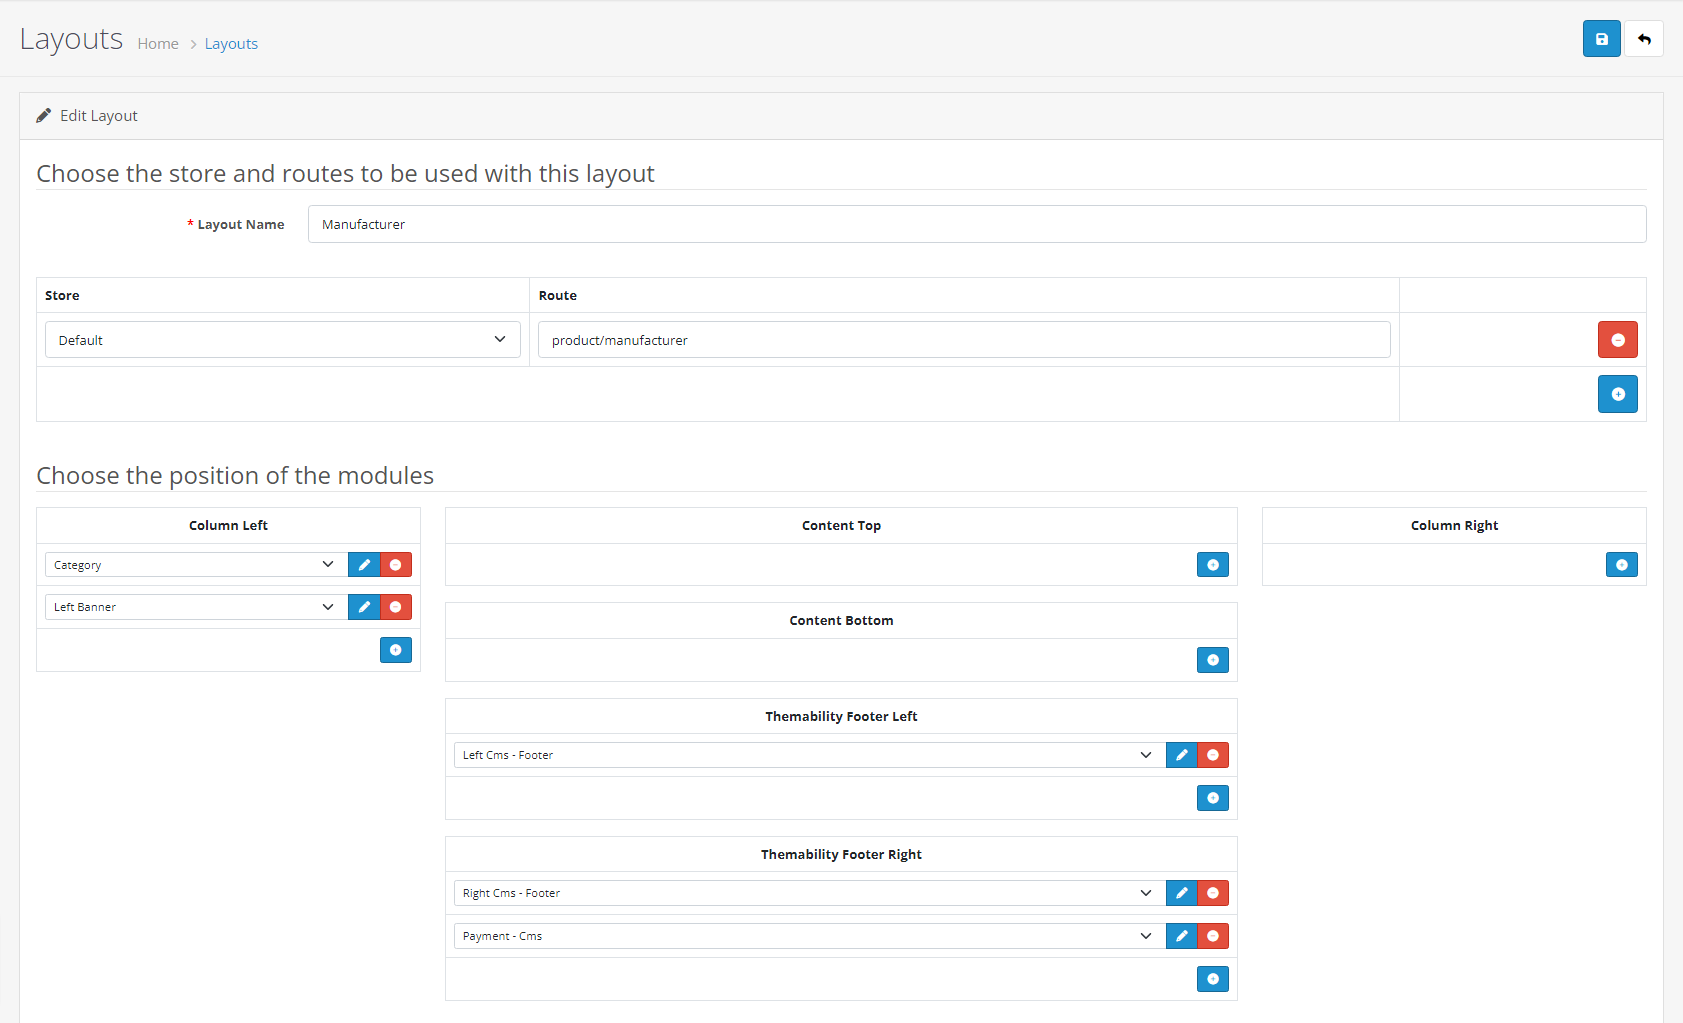 Layouts Home > Layouts
Edit Layout
Choose the store and routes to be used with this layout
* Layout Name Manufacturer
Store Route
Default product/manufacturer
Choose the position of the modules
Column Left
Category
Left Banner
Content Top
Content Bottom
Themability Footer Left
Left Cms - Footer
Themability Footer Right
Right Cms - Footer
Payment - Cms
Column Right